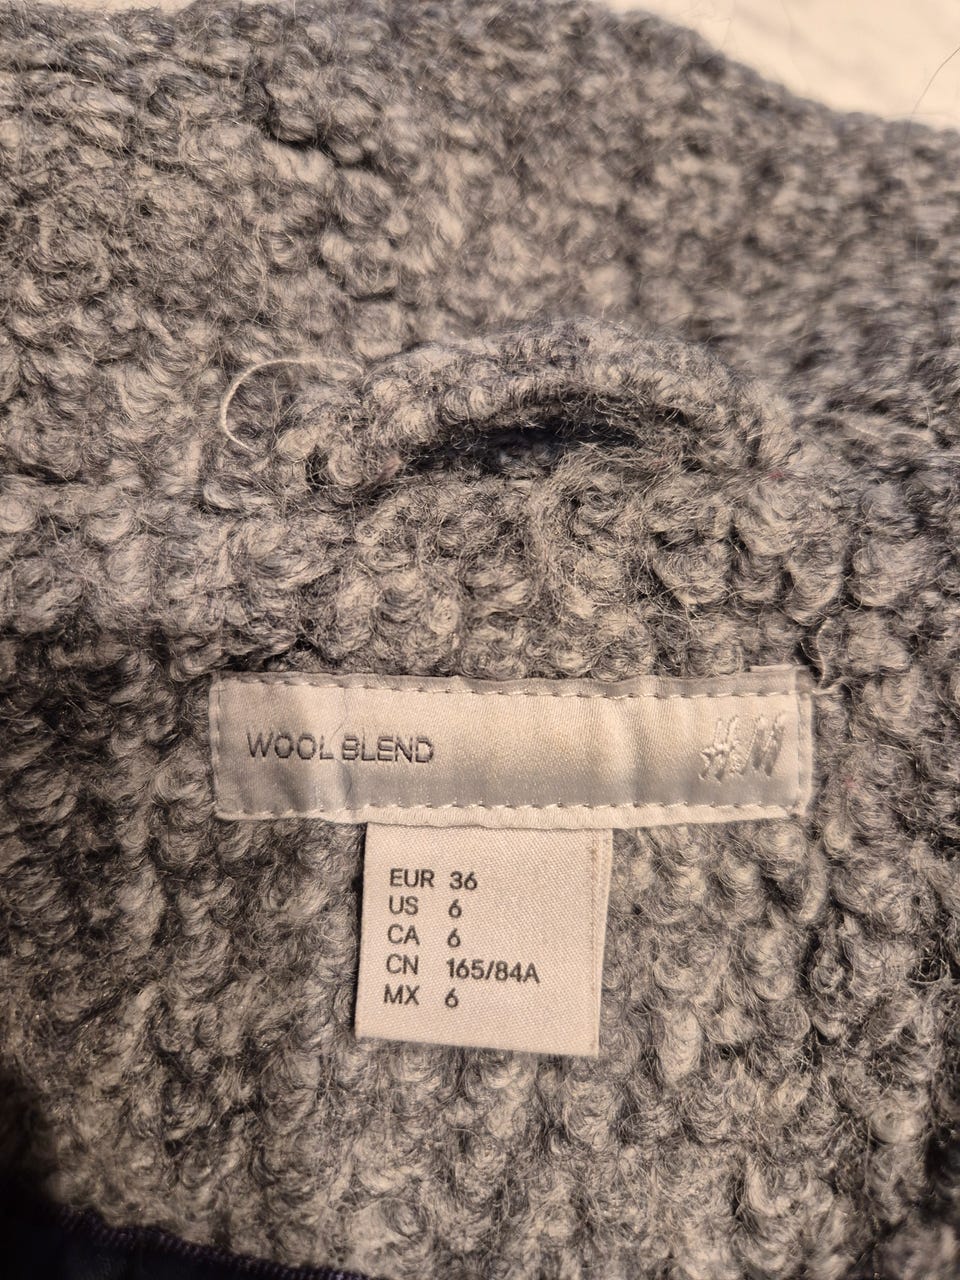 WOOL BLEND H&M
EUR 36
US 6
CA 6
CN 165/84A
MX 6